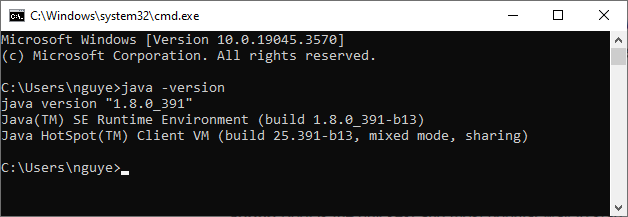 C:\Windows\system32\cmd.exe
Microsoft Windows [Version 10.0.19045.3570]
(c) Microsoft Corporation. All rights reserved.
C:\Users\nguye>java -version
java version "1.8.0_391"
Java(TM) SE Runtime Environment (build 1.8.0_391-b13)
Java HotSpot(TM) Client VM (build 25.391-b13, mixed mode, sharing)
C:\Users\nguye>